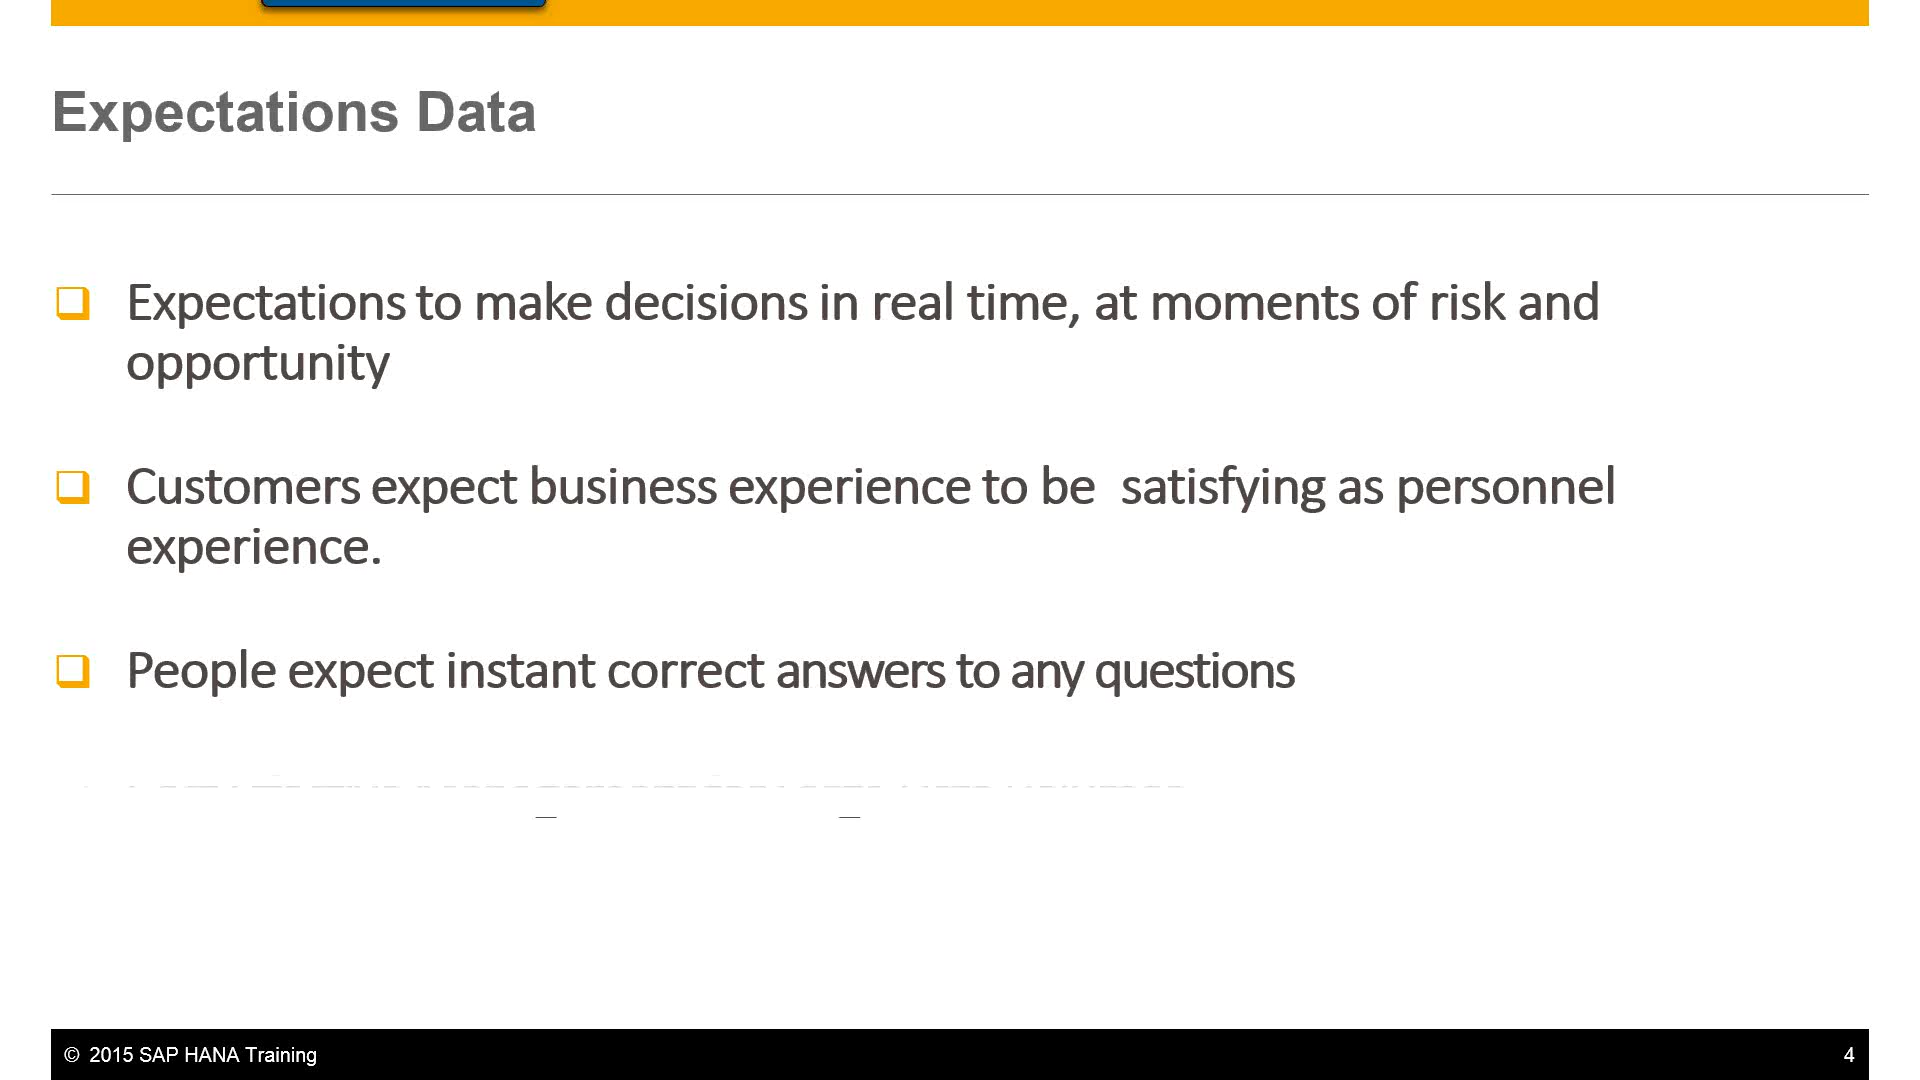 Expectations Data
❑ Expectations to make decisions in real time, at moments of risk and
opportunity
❑ Customers expect business experience to be  satisfying as personnel
experience.
❑ People expect instant correct answers to any questions
© 2015 SAP HANA Training
4